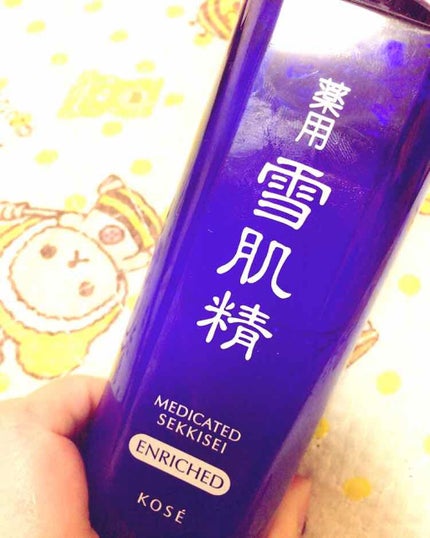 薬用
雪肌精
MEDICATED
SEKKISEI
ENRICHED
KOSÉ